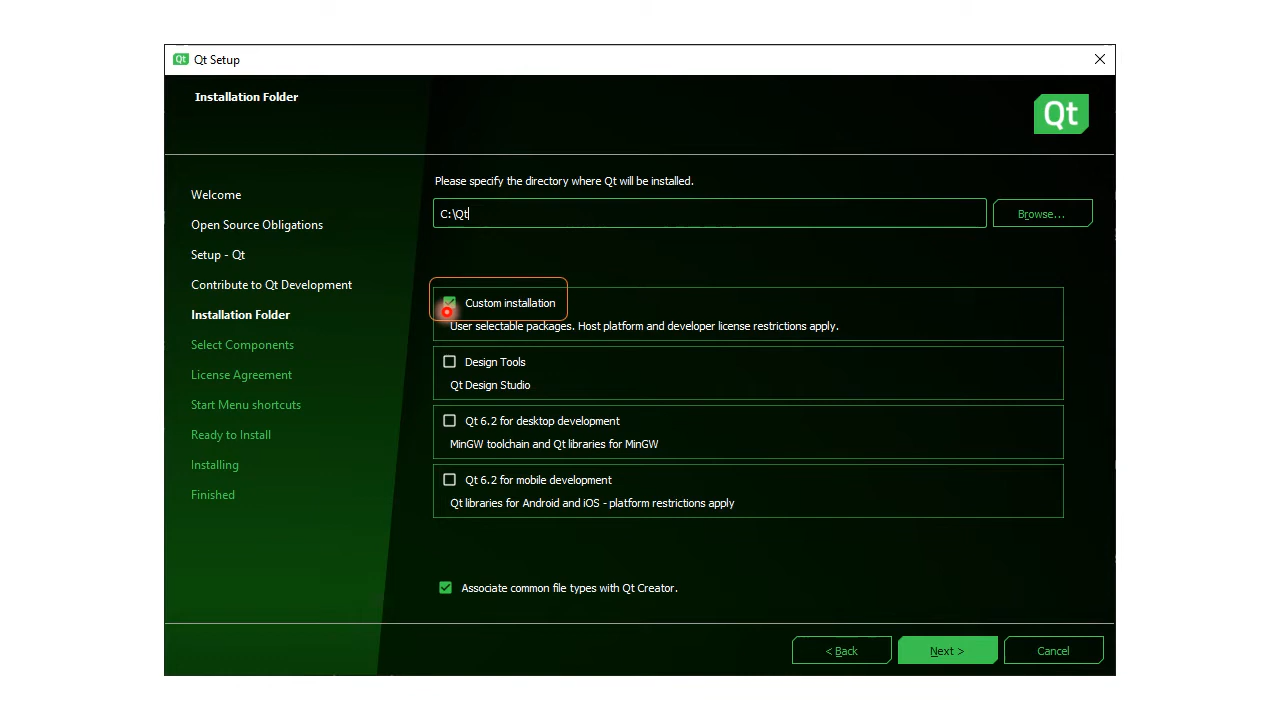 Qt Qt Setup
Installation Folder
Qt
Welcome
Open Source Obligations
Setup - Qt
Contribute to Qt Development
Installation Folder
Select Components
License Agreement
Start Menu shortcuts
Ready to Install
Installing
Finished
Please specify the directory where Qt will be installed.
C:\Qt
Browse...
Custom installation
User selectable packages. Host platform and developer license restrictions apply.
Design Tools
Qt Design Studio
Qt 6.2 for desktop development
MinGW toolchain and Qt libraries for MinGW
Qt 6.2 for mobile development
Qt libraries for Android and iOS - platform restrictions apply
Associate common file types with Qt Creator.
< Back
Next >
Cancel